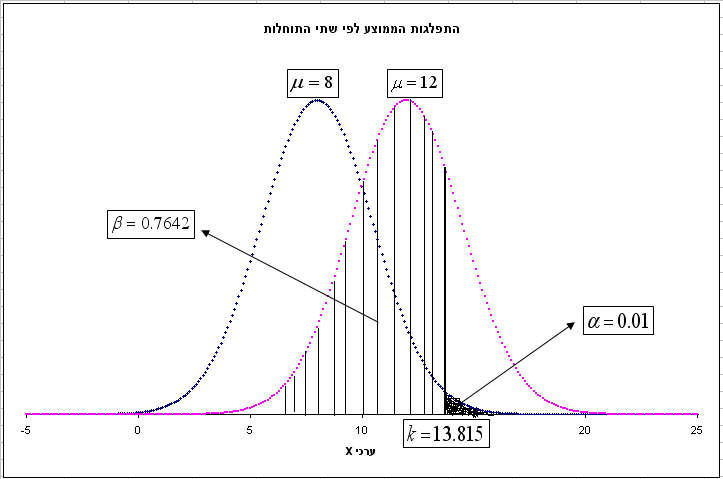 התפלגות הממוצע לפי שתי התוחלות
μ = 8
μ = 12
β = 0.7642
α = 0.01
k = 13.815
-5 0 5 10 20 25
ערכי X